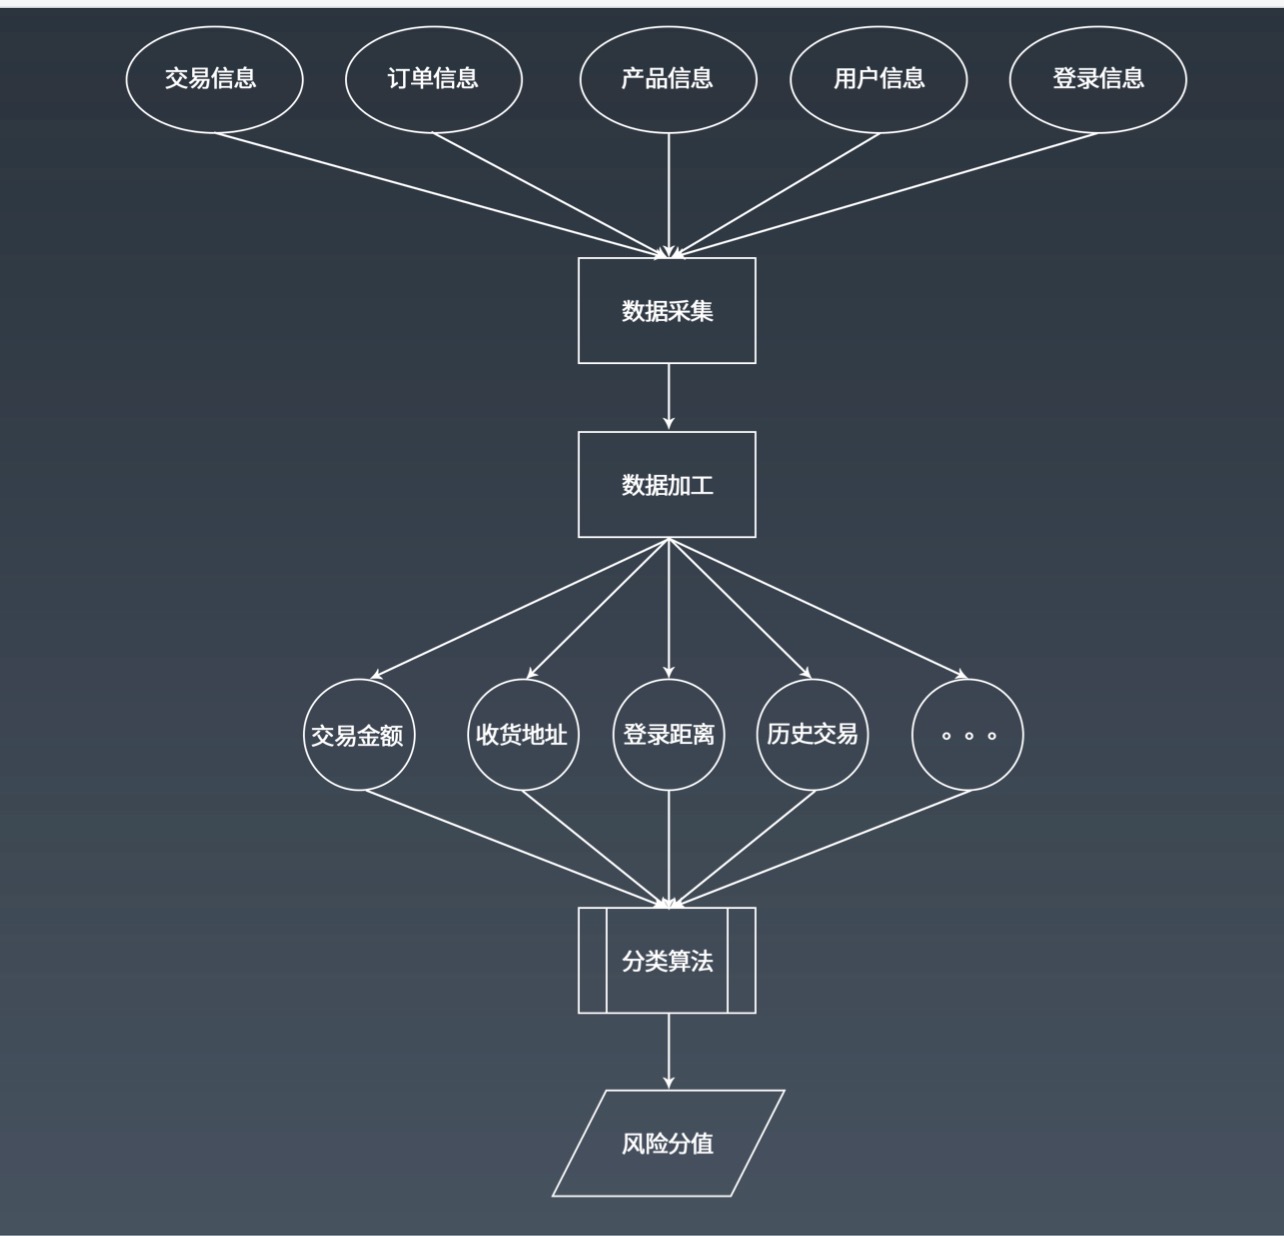 交易信息
订单信息
产品信息
用户信息
登录信息
数据采集
数据加工
交易金额
收货地址
登录距离
历史交易
。。。
分类算法
风险分值